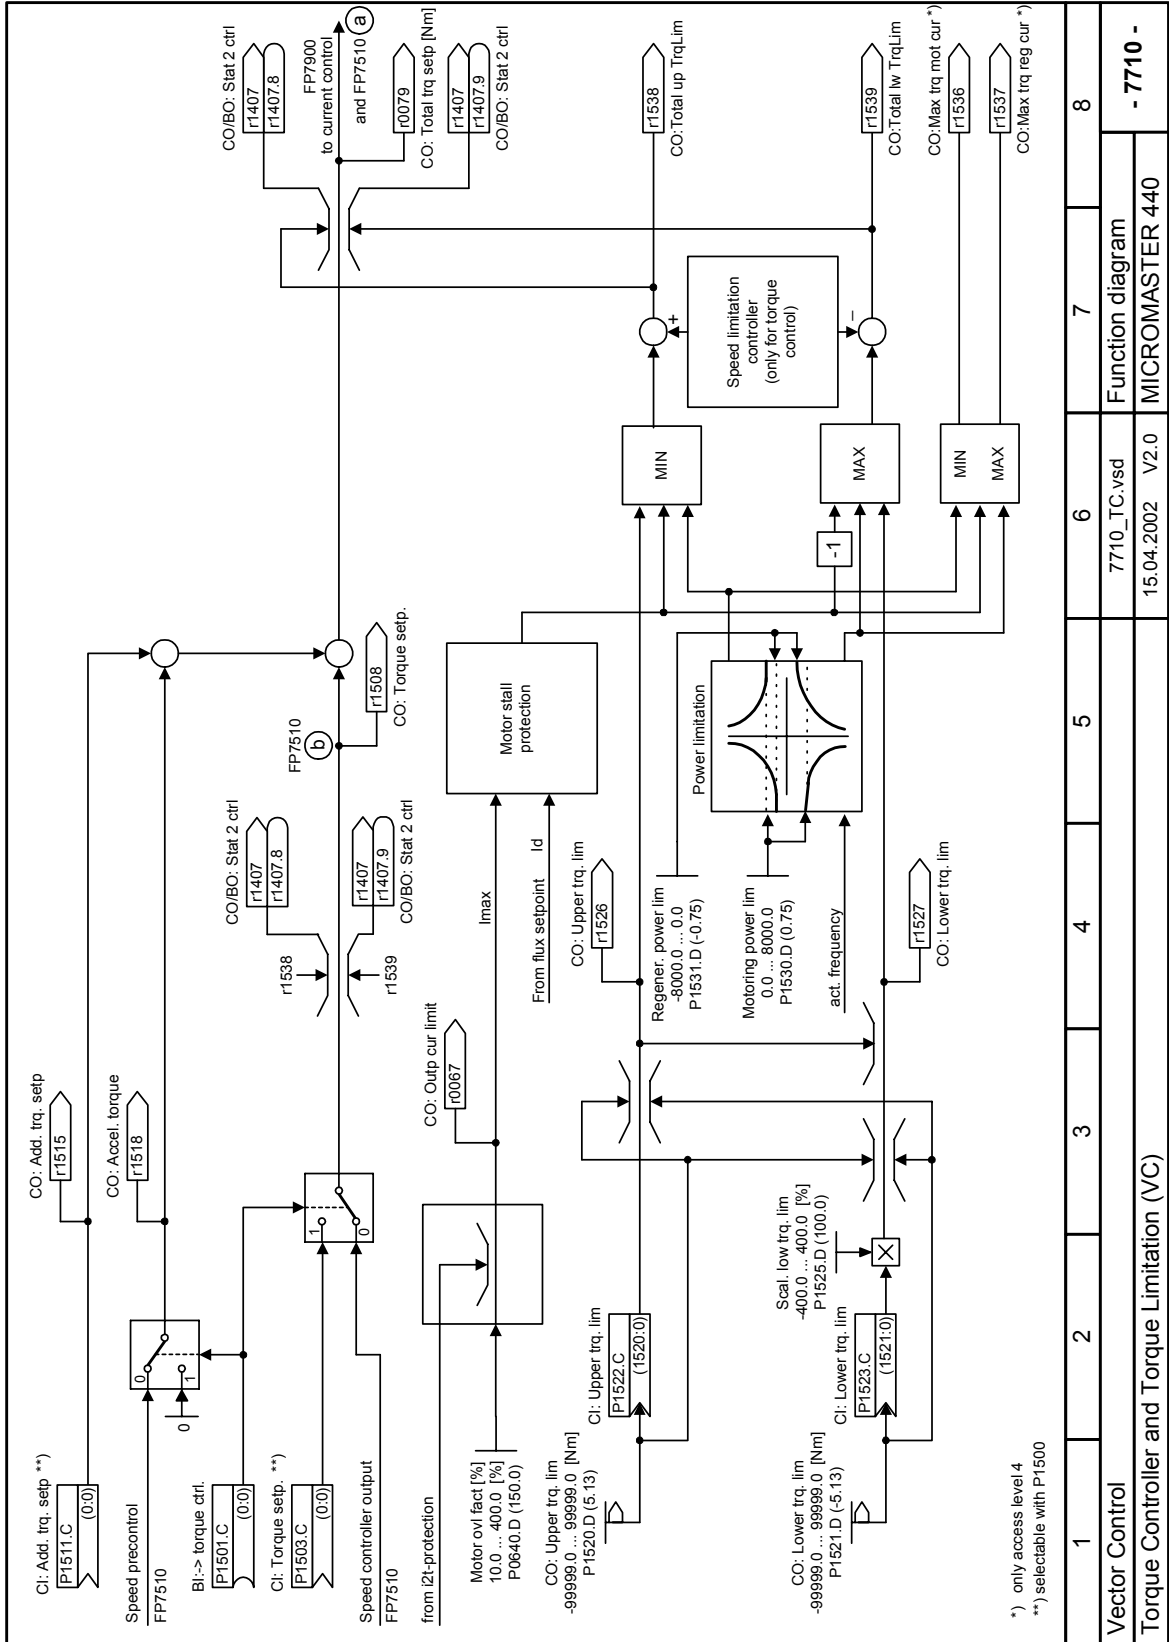 CI: Add. trq. setp **)
P1511.C
(0:0)
Speed precontrol
FP7510
BI:-> torque ctrl.
P1501.C
(0:0)
CI: Torque setp. **)
P1503.C
(0:0)
Speed controller output
FP7510
from i2t-protection
Motor ovl fact [%]
10.0 ... 400.0 [%]
P0640.D (150.0)
CO: Upper trq. lim
-99999.0 ... 99999.0 [Nm]
P1520.D (5.13)
CO: Lower trq. lim
-99999.0 ... 99999.0 [Nm]
P1521.D (-5.13)
*) only access level 4
**) selectable with P1500
0
1
0
CI: Upper trq. lim
P1522.C
(1520:0)
CI: Lower trq. lim
P1523.C
(1521:0)
Scal. low trq. lim
-400.0 ... 400.0 [%]
P1525.D (100.0)
CO: Add. trq. setp
r1515
CO: Accel. torque
r1518
1
0
CO: Outp cur limit
r0067
r1538
r1539
CO/BO: Stat 2 ctrl
r1407
r1407.8
r1407
r1407.9
CO/BO: Stat 2 ctrl
Imax
From flux setpoint
Id
CO: Upper trq. lim
r1526
Regener. power lim
-8000.0 ... 0.0
P1531.D (-0.75)
Motoring power lim
0.0 ... 8000.0
P1530.D (0.75)
act. frequency
r1527
CO: Lower trq. lim
FP7510
b
r1508
CO: Torque setp.
Motor stall
protection
Power limitation
-1
MIN
MAX
MIN
MAX
Speed limitation
controller
(only for torque
control)
+
–
CO/BO: Stat 2 ctrl
r1407
r1407.8
FP7900
to current control
and FP7510
a
r0079
CO: Total trq setp [Nm]
r1407
r1407.9
CO/BO: Stat 2 ctrl
r1538
CO:Total up TrqLim
r1539
CO:Total lw TrqLim
CO:Max trq mot cur *)
r1536
r1537
CO:Max trq reg cur *)
1
2
3
4
5
6
7
8
Vector Control
7710_TC.vsd
Function diagram
- 7710 -
Torque Controller and Torque Limitation (VC)
15.04.2002
V2.0
MICROMASTER 440